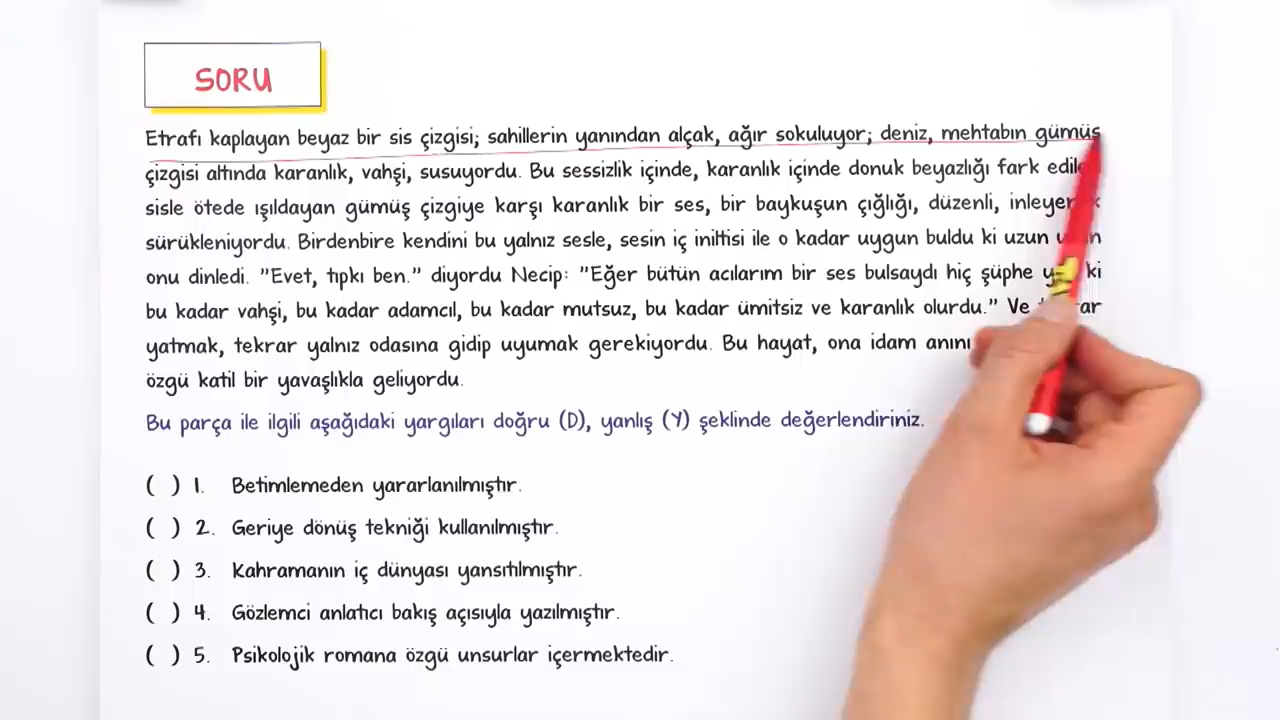 SORU
Etrafı kaplayan beyaz bir sis çizgisi; sahillerin yanından alçak, ağır sokuluyor; deniz, mehtabın gümüş
çizgisi altında karanlık, vahşi, susuyordu. Bu sessizlik içinde, karanlık içinde donuk beyazlığı fark
sisle ötede ışıldayan gümüş çizgiye karşı karanlık bir ses, bir baykuşun çığlığı, düzenli,
sürükleniyordu. Birdenbire kendini bu yalnız sesle, sesin iç iniltisi ile o kadar uygun buldu ki uzun
onu dinledi. "Evet, tıpkı ben." diyordu Necip: "Eğer bütün acılarım bir ses bulsaydı hiç şüphe ki
bu kadar vahşi, bu kadar adamcıl, bu kadar mutsuz, bu kadar ümitsiz ve karanlık olurdu." Ve
yatmak, tekrar yalnız odasına gidip uyumak gerekiyordu. Bu hayat, ona idam anını
özgü katil bir yavaşlıkla geliyordu.
Bu parça ile ilgili aşağıdaki yargıları doğru (D), yanlış (Y) şeklinde değerlendiriniz.
( ) 1. Betimlemeden yararlanılmıştır.
( ) 2. Geriye dönüş tekniği kullanılmıştır.
( ) 3. Kahramanın iç dünyası yansıtılmıştır.
( ) 4. Gözlemci anlatıcı bakış açısıyla yazılmıştır.
( ) 5. Psikolojik romana özgü unsurlar içermektedir.